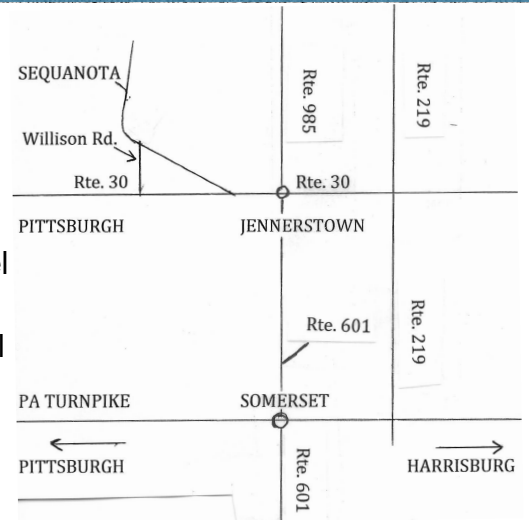 SEQUANOTA
Rte. 985
Rte. 219
Willison Rd.
Rte. 30
Rte. 30
PITTSBURGH
JENNERSTOWN
Rte. 601
Rte. 219
PA TURNPIKE
SOMERSET
PITTSBURGH
Rte. 601
HARRISBURG